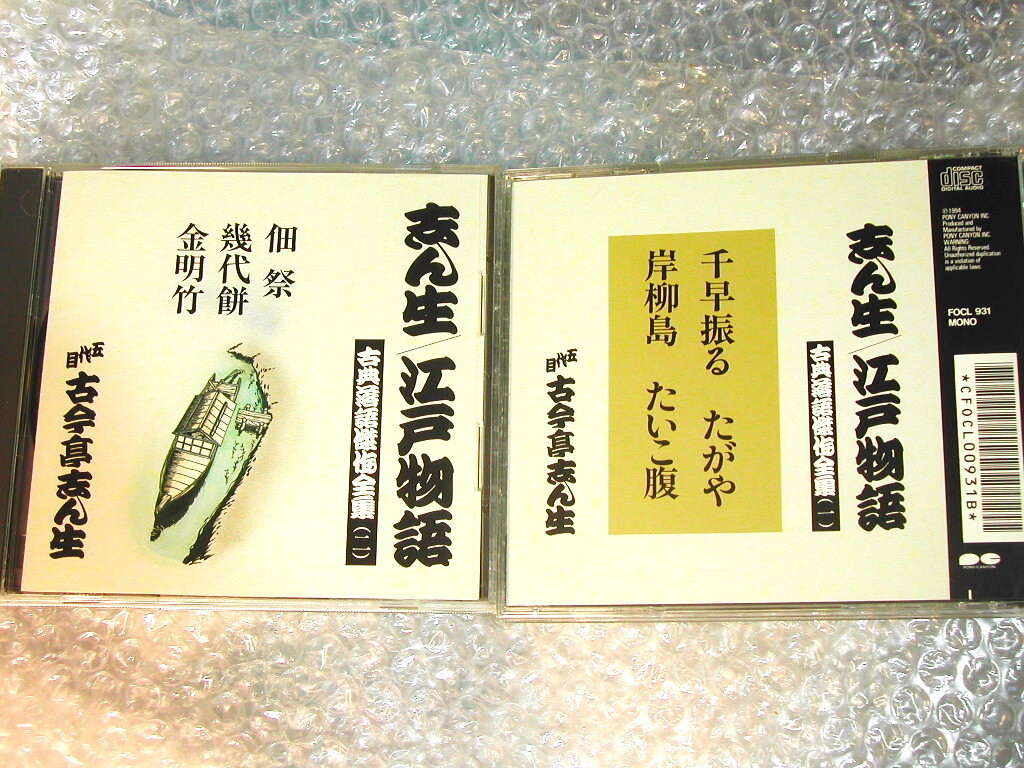 志ん生/江戸物語
古典落語傑作全集(二)
佃祭
幾代餅
金明竹
五代目 古今亭志ん生
志ん生/江戸物語
古典落語傑作全集(一)
千早振る たがや
岸柳島 たいこ腹
五代目 古今亭志ん生
COMPACT
disc
DIGITAL AUDIO
℗1994
PONY CANYON INC
Produced and
Manufactured by
PONY CANYON INC
WARNING:
All Rights Reserved.
Unauthorized duplication
is a violation of
applicable laws.
FOCL 931
MONO
*CFOCL00931B*
PONY CANYON